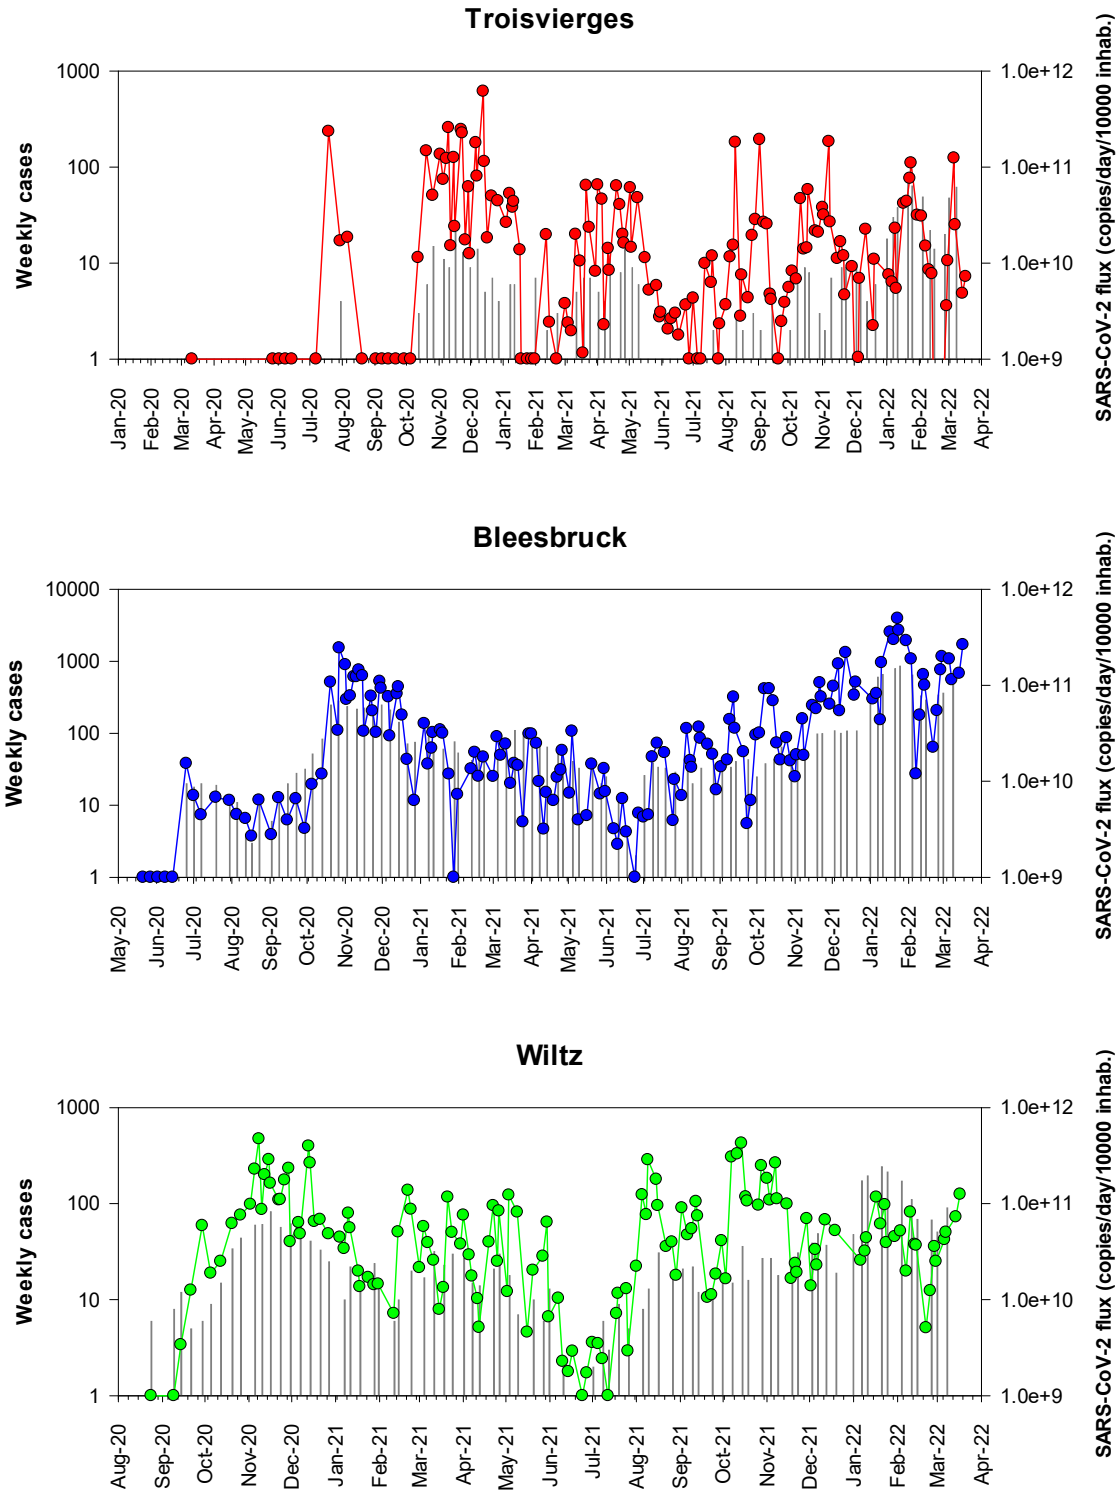 Troisvierges
Weekly cases
1000
100
10
1
1.0e+12
1.0e+11
1.0e+10
1.0e+9
SARS-CoV-2 flux (copies/day/10000 inhab.)
Jan-20
Feb-20
Mar-20
Apr-20
May-20
Jun-20
Jul-20
Aug-20
Sep-20
Oct-20
Nov-20
Dec-20
Jan-21
Feb-21
Mar-21
Apr-21
May-21
Jun-21
Jul-21
Aug-21
Sep-21
Oct-21
Nov-21
Dec-21
Jan-22
Feb-22
Mar-22
Apr-22
Bleesbruck
Weekly cases
10000
1000
100
10
1
1.0e+12
1.0e+11
1.0e+10
1.0e+9
SARS-CoV-2 flux (copies/day/10000 inhab.)
May-20
Jun-20
Jul-20
Aug-20
Sep-20
Oct-20
Nov-20
Dec-20
Jan-21
Feb-21
Mar-21
Apr-21
May-21
Jun-21
Jul-21
Aug-21
Sep-21
Oct-21
Nov-21
Dec-21
Jan-22
Feb-22
Mar-22
Apr-22
Wiltz
Weekly cases
1000
100
10
1
1.0e+12
1.0e+11
1.0e+10
1.0e+9
SARS-CoV-2 flux (copies/day/10000 inhab.)
Aug-20
Sep-20
Oct-20
Nov-20
Dec-20
Jan-21
Feb-21
Mar-21
Apr-21
May-21
Jun-21
Jul-21
Aug-21
Sep-21
Oct-21
Nov-21
Dec-21
Jan-22
Feb-22
Mar-22
Apr-22